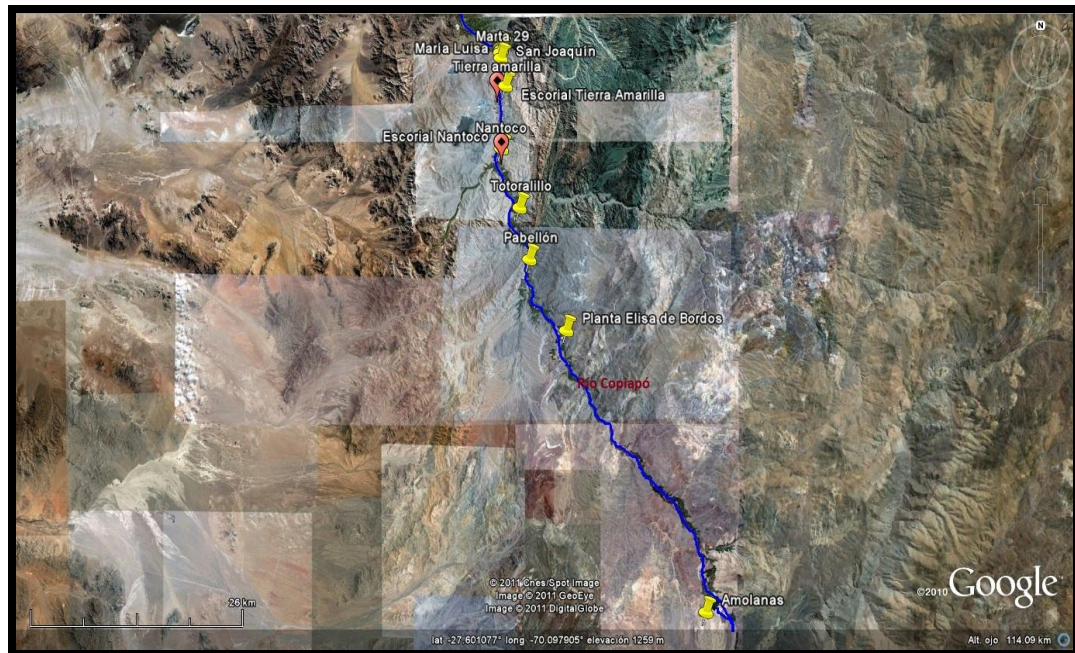 N
Marta 29
María Luisa
San Joaquín
Tierra amarilla
Escorial Tierra Amarilla
Nantoco
Escorial Nantoco
Totoralillo
Pabellón
Planta Elisa de Bordos
Río Copiapó
Amolanas
© 2011 Cnes/Spot Image
Image © 2011 GeoEye
Image © 2011 DigitalGlobe
©2010 Google
26 km
lat -27.601077° long -70.097905° elevación 1259 m
Alt. ojo 114.09 km